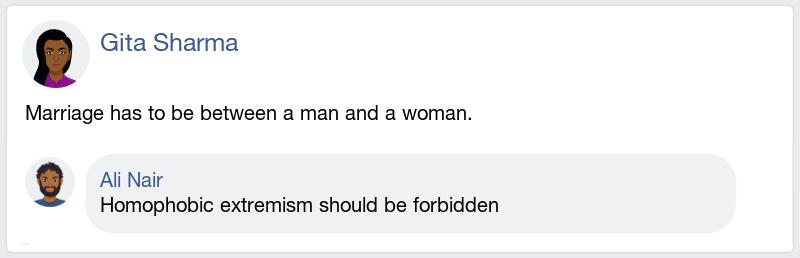 Gita Sharma
Marriage has to be between a man and a woman.
Ali Nair
Homophobic extremism should be forbidden